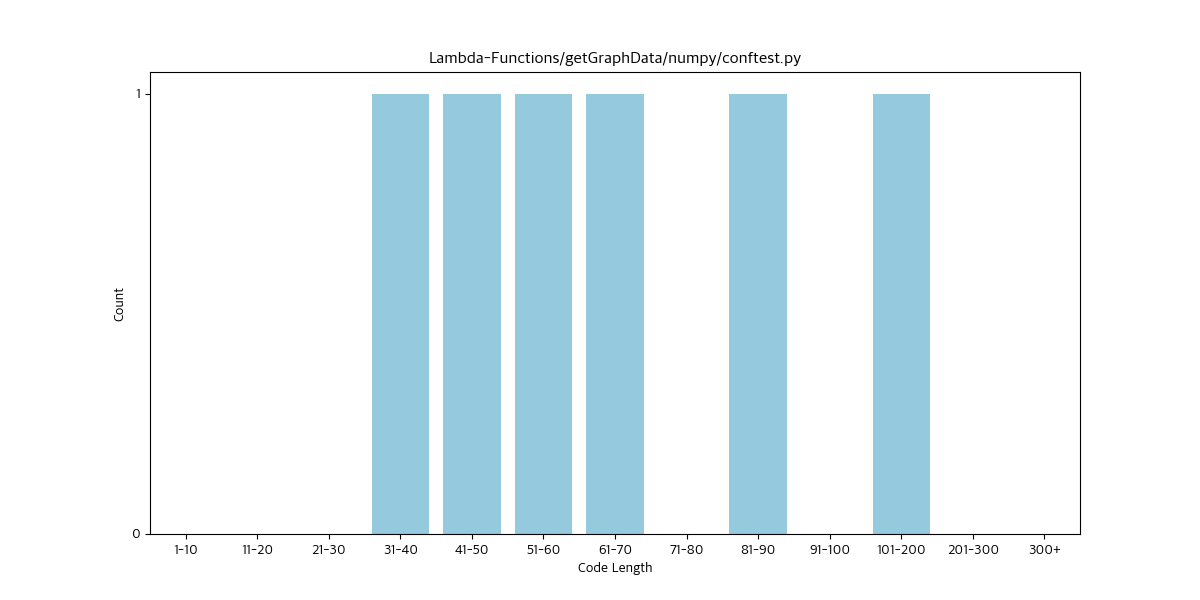 Lambda-Functions/getGraphData/numpy/conftest.py
1
0
Count
1-10 11-20 21-30 31-40 41-50 51-60 61-70 71-80 81-90 91-100 101-200 201-300 300+
Code Length